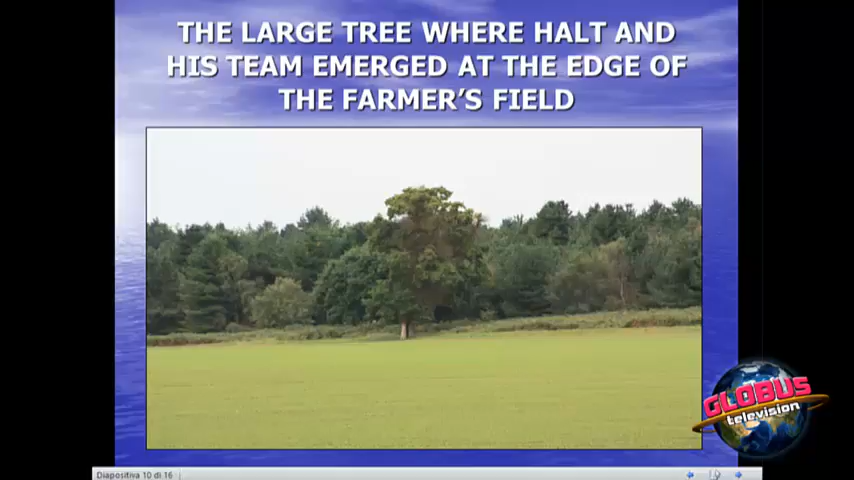 THE LARGE TREE WHERE HALT AND
HIS TEAM EMERGED AT THE EDGE OF
THE FARMER'S FIELD
GLOBUS
television
Diapositiva 10 di 16